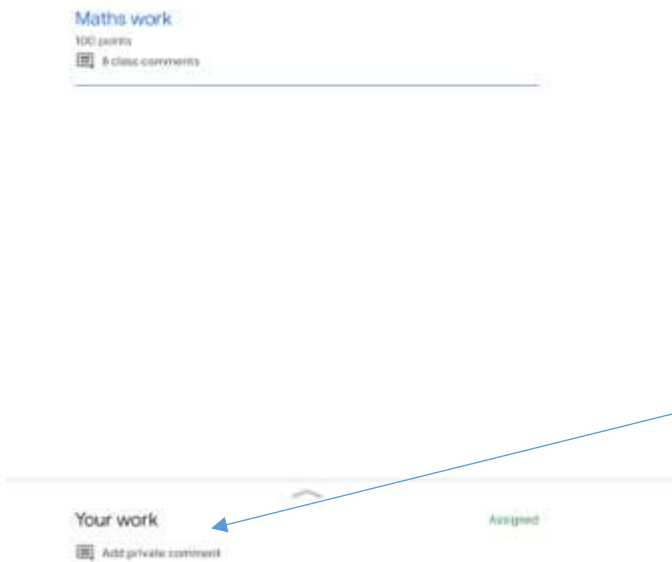 Maths work
100 points
8 class comments
Your work
Assigned
Add private comment